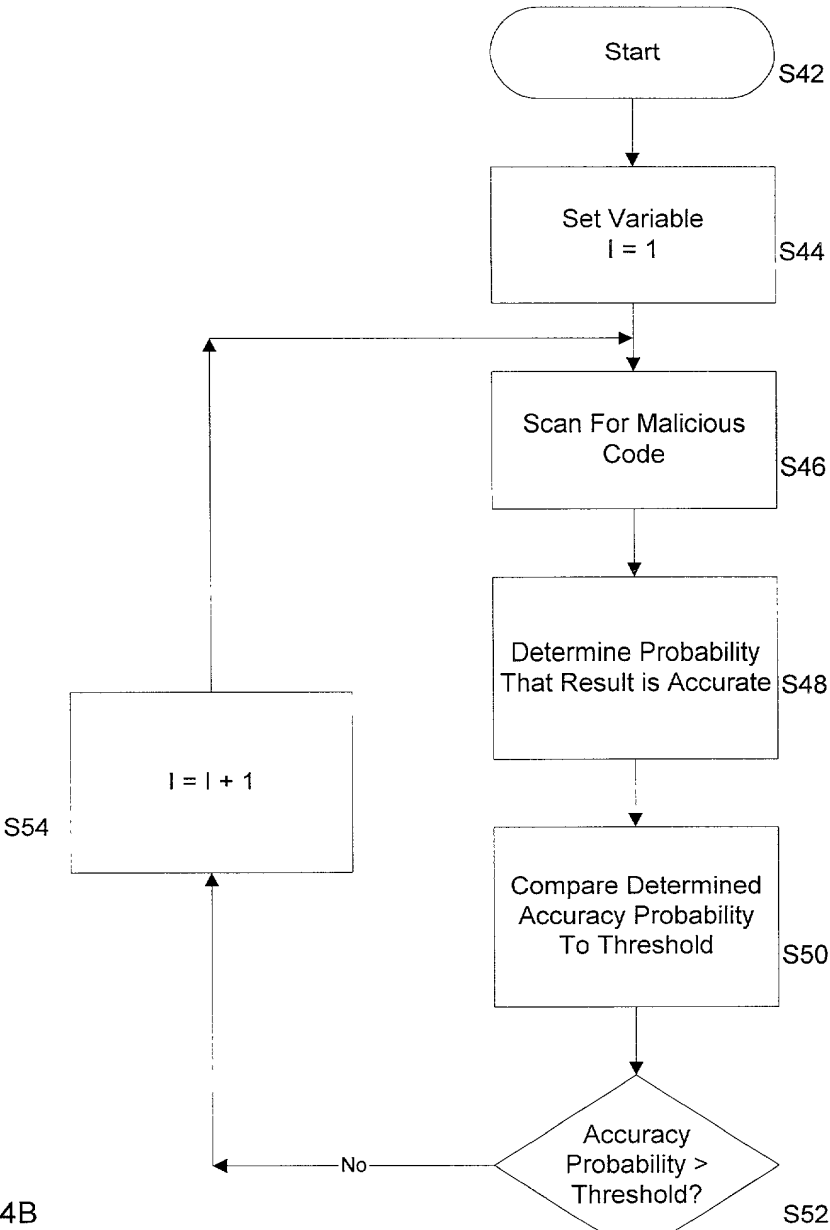 Start
S42
Set Variable
I = 1
S44
Scan For Malicious
Code
S46
Determine Probability
That Result is Accurate
S48
I = I + 1
S54
Compare Determined
Accuracy Probability
To Threshold
S50
No
Accuracy
Probability >
Threshold?
S52
4B